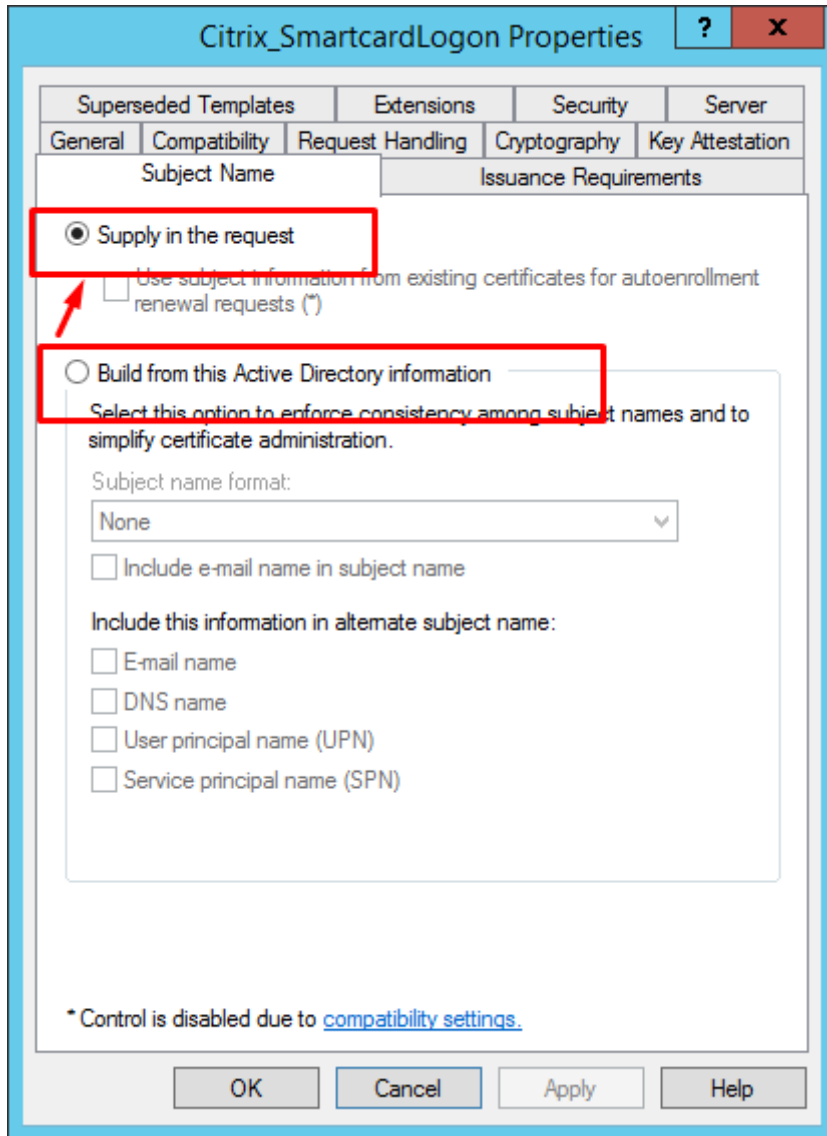 Citrix_SmartcardLogon Properties
?
x
Superseded Templates Extensions Security Server
General Compatibility Request Handling Cryptography Key Attestation
Subject Name Issuance Requirements
Supply in the request
Use subject information from existing certificates for autoenrollment
renewal requests (*)
Build from this Active Directory information
Select this option to enforce consistency among subject names and to
simplify certificate administration.
Subject name format:
None
Include e-mail name in subject name
Include this information in alternate subject name:
E-mail name
DNS name
User principal name (UPN)
Service principal name (SPN)
* Control is disabled due to compatibility settings.
OK Cancel Apply Help